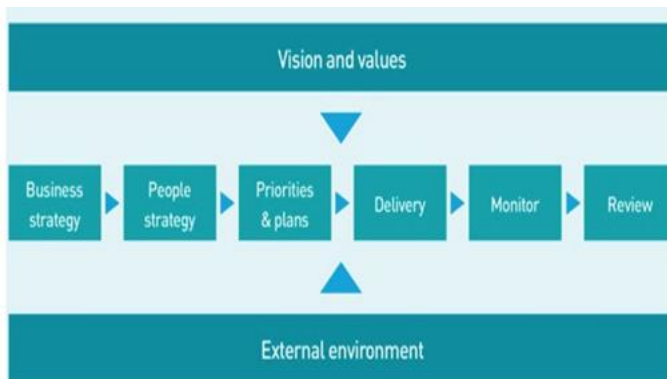 Vision and values
Business
strategy
People
strategy
Priorities
& plans
Delivery
Monitor
Review
External environment